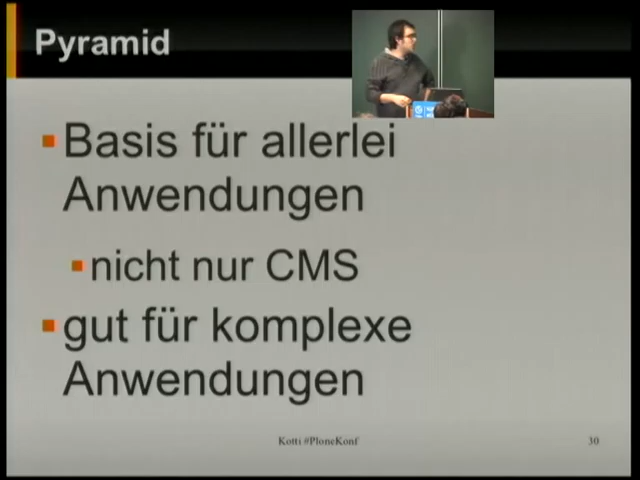 Pyramid
Basis für allerlei
Anwendungen
nicht nur CMS
gut für komplexe
Anwendungen
Kotti #PloneKonf
30